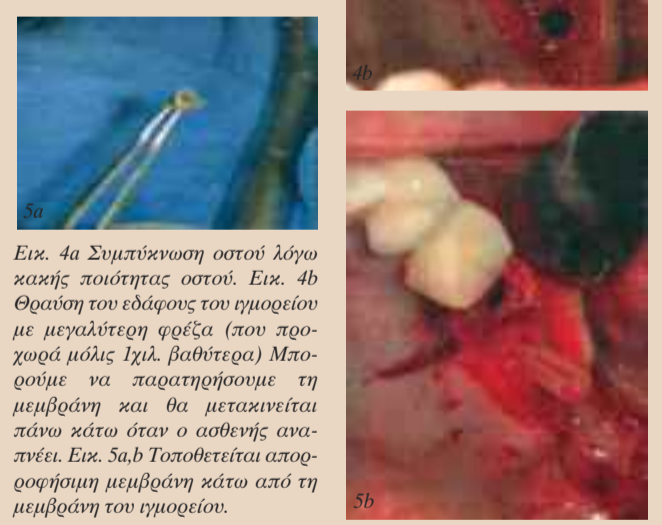 4b
5a
Εικ. 4a Συμπύκνωση οστού λόγω
κακής ποιότητας οστού. Εικ. 4b
Θραύση του εδάφους του ιγμορείου
με μεγαλύτερη φρέζα (που προ-
χωρά μόλις 1χιλ. βαθύτερα) Μπο-
ρούμε να παρατηρήσουμε τη
μεμβράνη και θα μετακινείται
πάνω κάτω όταν ο ασθενής ανα-
πνέει. Εικ. 5a,b Τοποθετείται απορ-
ροφήσιμη μεμβράνη κάτω από τη
μεμβράνη του ιγμορείου.
5b